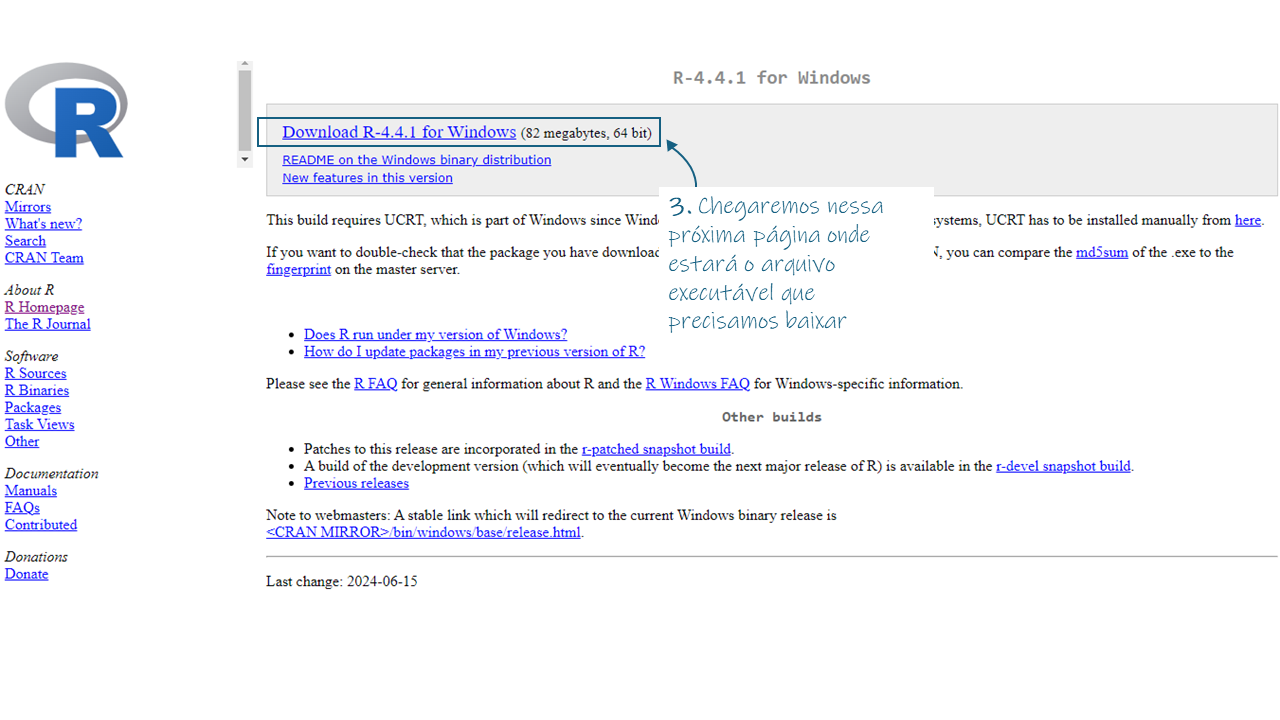 R
CRAN
Mirrors
What's new?
Search
CRAN Team
About R
R Homepage
The R Journal
Software
R Sources
R Binaries
Packages
Task Views
Other
Documentation
Manuals
FAQs
Contributed
Donations
Donate
R-4.4.1 for Windows
Download R-4.4.1 for Windows (82 megabytes, 64 bit)
README on the Windows binary distribution
New features in this version
3. Chegaremos nessa
próxima página onde
estará o arquivo
executável que
precisamos baixar
This build requires UCRT, which is part of Windows since systems, UCRT has to be installed manually from here.
If you want to double-check that the package you have you can compare the md5sum of the .exe to the
fingerprint on the master server.
Does R run under my version of Windows?
How do I update packages in my previous version of R?
Please see the R FAQ for general information about R and the R Windows FAQ for Windows-specific information.
Other builds
Patches to this release are incorporated in the r-patched snapshot build.
A build of the development version (which will eventually become the next major release of R) is available in the r-devel snapshot build.
Previous releases
Note to webmasters: A stable link which will redirect to the current Windows binary release is
<CRAN MIRROR>/bin/windows/base/release.html.
Last change: 2024-06-15